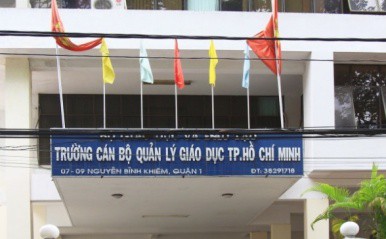 TRƯỜNG CÁN BỘ QUẢN LÝ GIÁO DỤC TP.HỒ CHÍ MINH
07 - 09 NGUYỄN BỈNH KHIÊM, QUẬN 1 ĐT: 38291718